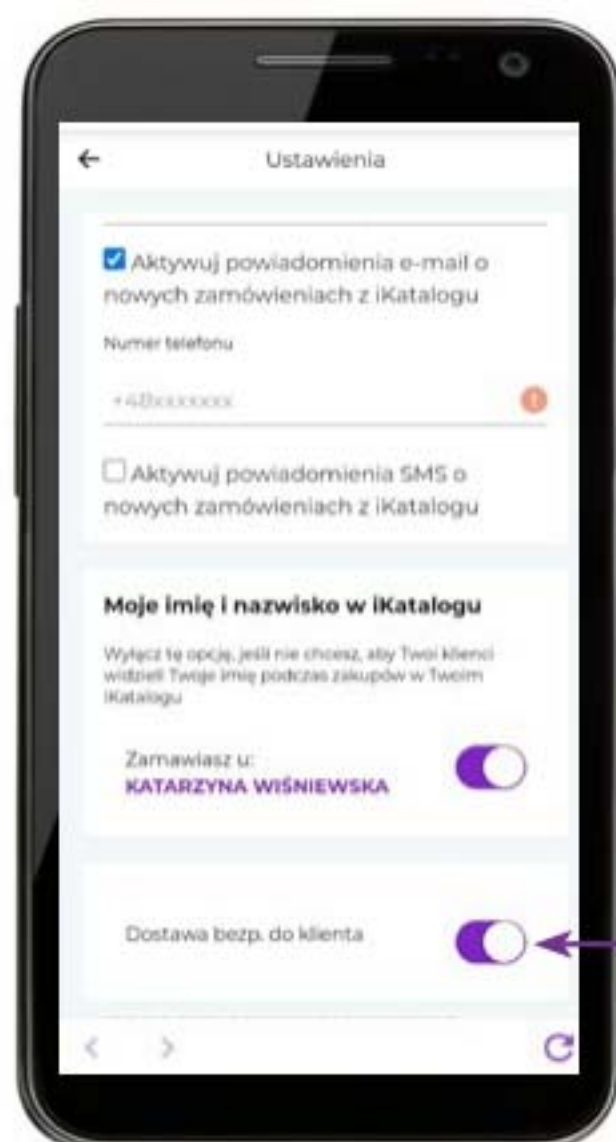 Ustawienia
Aktywuj powiadomienia e-mail o
nowych zamówieniach z iKatalogu
Numer telefonu
+48xxxxxxx
Aktywuj powiadomienia SMS o
nowych zamówieniach z iKatalogu
Moje imię i nazwisko w iKatalogu
Wyłącz tę opcję, jeśli nie chcesz, aby Twoi klienci
widzieli Twoje imię podczas zakupów w Twoim
iKatalogu
Zamawiasz u:
KATARZYNA WIŚNIEWSKA
Dostawa bezp. do klienta